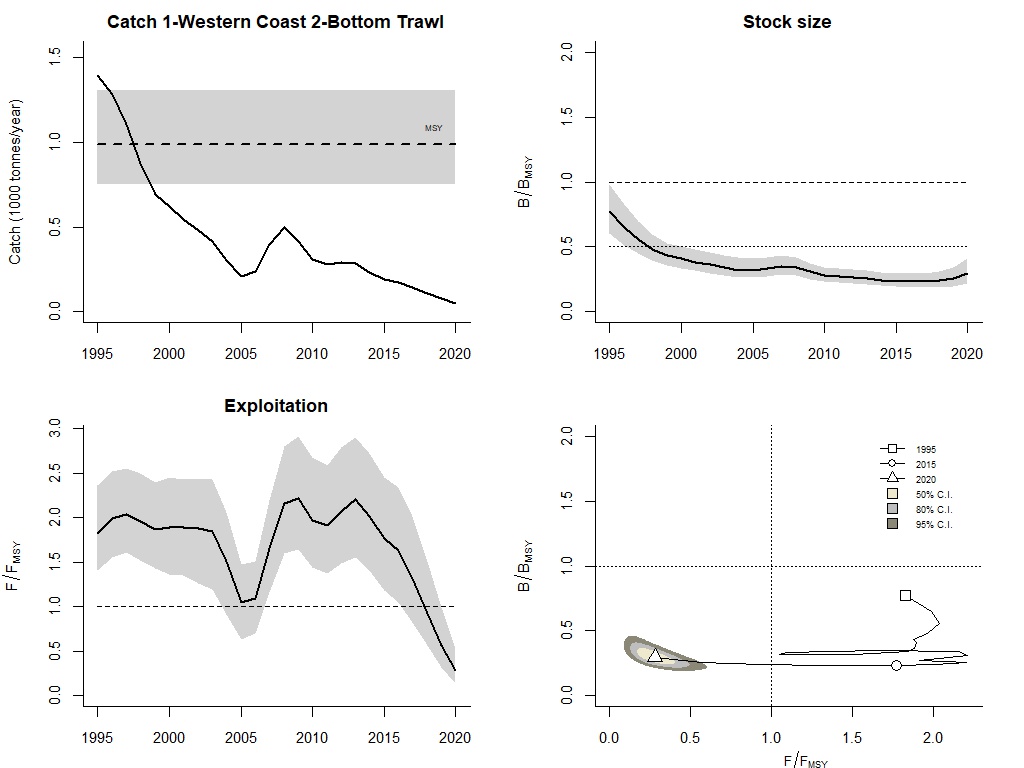 Catch 1-Western Coast 2-Bottom Trawl
Catch (1000 tonnes/year)
1.5
1.0
0.5
0.0
MSY
1995 2000 2005 2010 2015 2020
Stock size
B/BMSY
2.0
1.5
1.0
0.5
0.0
1995 2000 2005 2010 2015 2020
Exploitation
F/FMSY
3.0
2.5
2.0
1.5
1.0
0.5
0.0
1995 2000 2005 2010 2015 2020
B/BMSY
2.0
1.5
1.0
0.5
0.0
1995
2015
2020
50% C.I.
80% C.I.
95% C.I.
0.0 0.5 1.0 1.5 2.0
F/FMSY